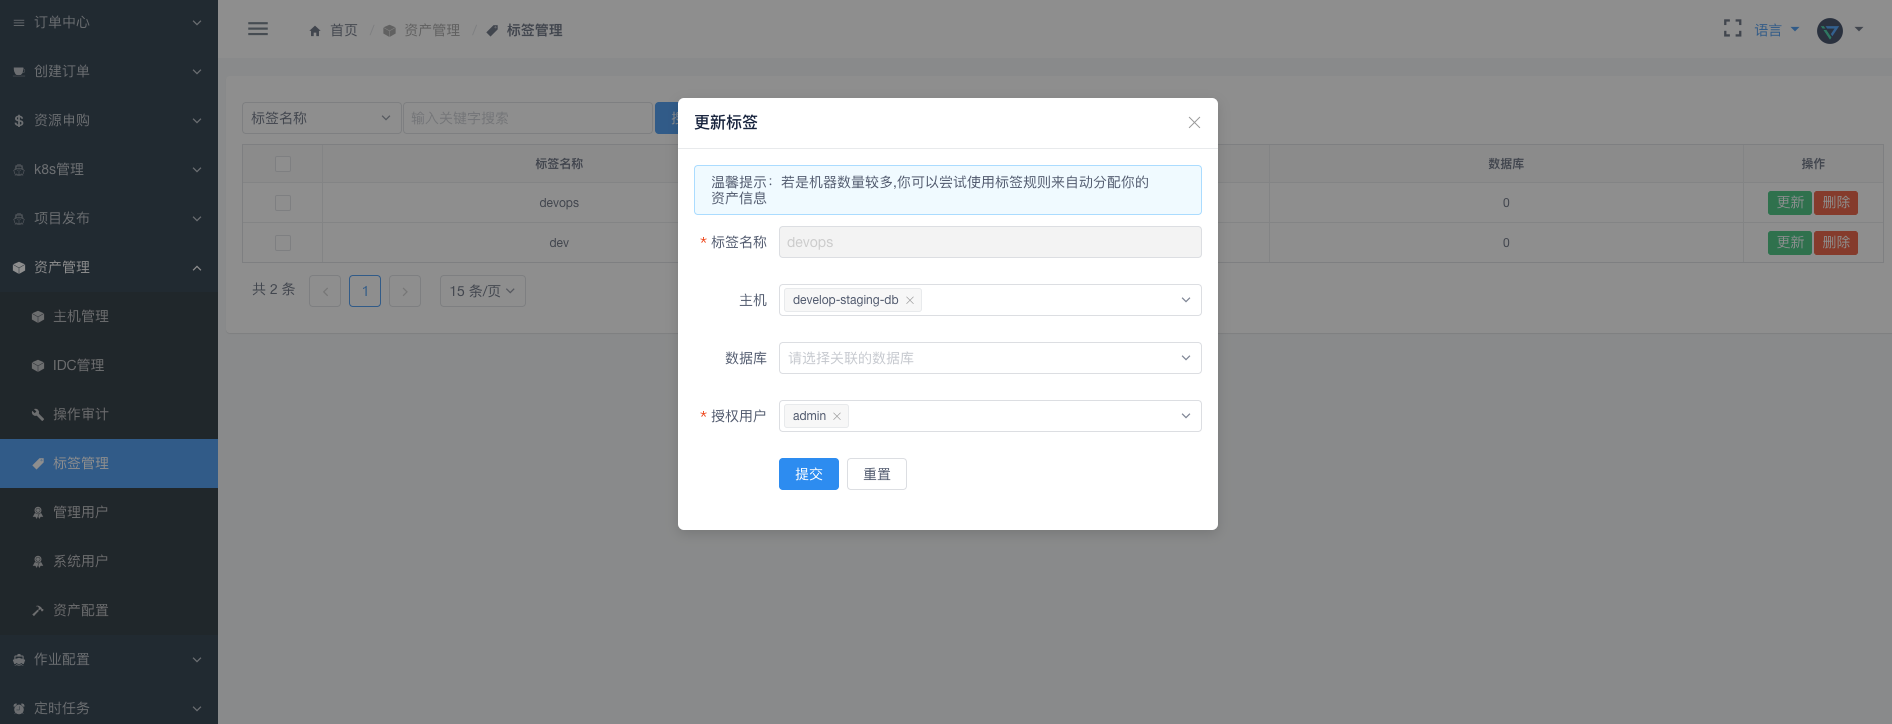 订单中心
创建订单
资源申购
k8s管理
项目发布
资产管理
主机管理
IDC管理
操作审计
标签管理
管理用户
系统用户
资产配置
作业配置
定时任务
首页 / 资产管理 / 标签管理
语言
标签名称 输入关键字搜索
标签名称 数据库 操作
devops 0 更新 删除
dev 0 更新 删除
共 2 条 1 15 条/页
更新标签
温馨提示：若是机器数量较多,你可以尝试使用标签规则来自动分配你的
资产信息
* 标签名称 devops
主机 develop-staging-db
数据库 请选择关联的数据库
* 授权用户 admin
提交 重置